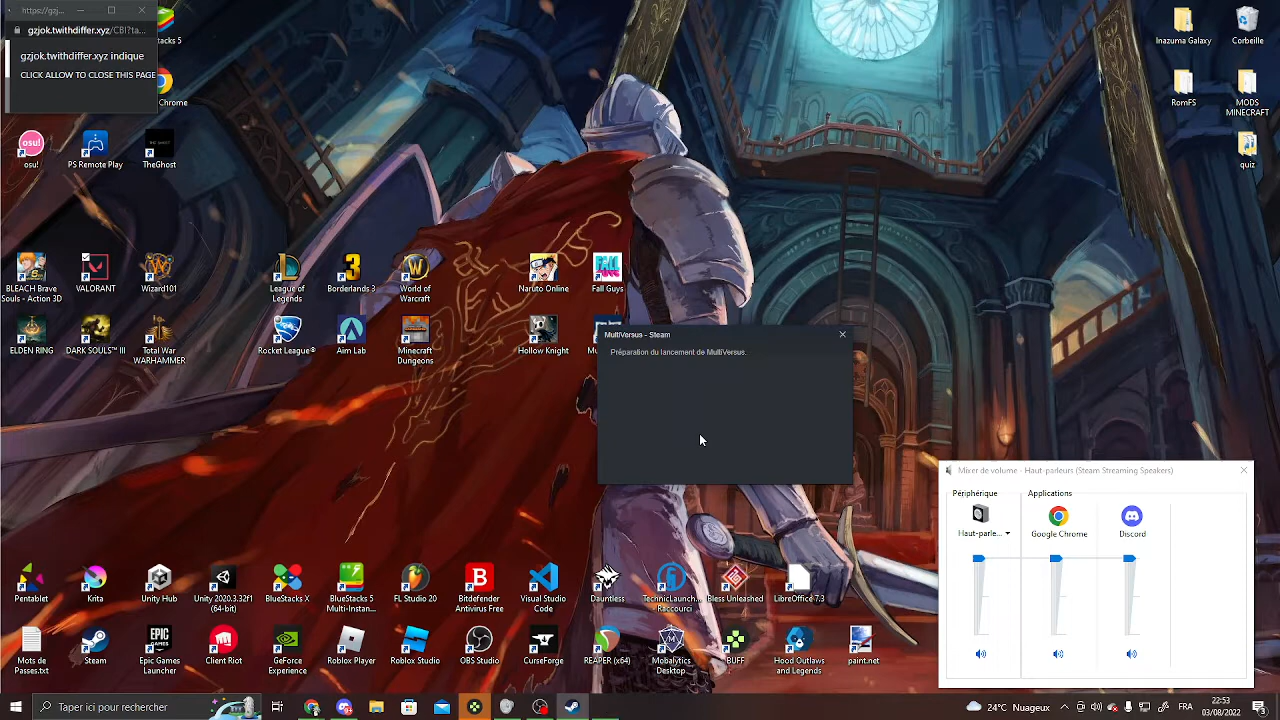 https://gzj...
gzjok.twithdiffer.xyz/CBI?ta...
gzjok.twithdiffer.xyz indique
CLICK ALLOW TO CLOSE THIS PAGE
tacks 5
Chrome
Inazuma Galaxy
Corbeille
RomFS
MODS
MINECRAFT
quiz
osu!
osu!
PS Remote Play
TheGhost
BLEACH Brave
Souls - Action 3D
VALORANT
Wizard101
League of
Legends
3
Borderlands 3
World of
Warcraft
Naruto Online
FALL
GUYS
Fall Guys
ELDEN RING
DARK SOULS™ III
Total War
WARHAMMER
Rocket League®
Aim Lab
Minecraft
Dungeons
Hollow Knight
Mu
MultiVersus - Steam
Préparation du lancement de MultiVersus.
Mixer de volume - Haut-parleurs (Steam Streaming Speakers)
Périphérique
Applications
Haut-parle...
Google Chrome
Discord
Pentablet
Krita
Unity Hub
Unity 2020.3.32f1
(64-bit)
BlueStacks X
BlueStacks 5
Multi-Instan...
FL Studio 20
Bitdefender
Antivirus Free
Visual Studio
Code
Dauntless
TechnicLaunch...
Raccourci
Bless Unleashed
LibreOffice 7.3
Mots de
Passes.txt
Steam
EPIC
GAMES
Epic Games
Launcher
Client Riot
GeForce
Experience
Roblox Player
Roblox Studio
OBS Studio
CurseForge
REAPER (x64)
Mobalytics
Desktop
BUFF
Hood Outlaws
and Legends
paint.net
Taper ici pour rechercher
24°C Nuageux
FRA
22:53
03/08/2022